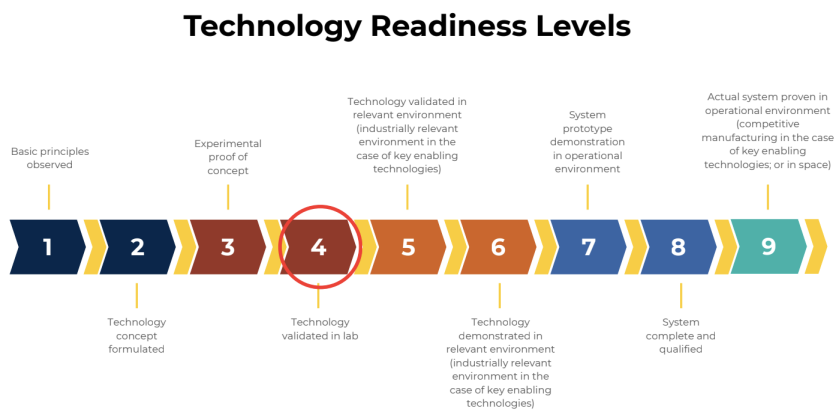 Technology Readiness Levels
Basic principles
observed
Experimental
proof of
concept
Technology validated in
relevant environment
(industrially relevant
environment in the
case of key enabling
technologies)
System
prototype
demonstration
in operational
environment
Actual system proven in
operational environment
(competitive
manufacturing in the case
of key enabling
technologies; or in space)
1
2
3
4
5
6
7
8
9
Technology
concept
formulated
Technology
validated in lab
Technology
demonstrated in
relevant environment
(industrially relevant
environment in the
case of key enabling
technologies)
System
complete and
qualified